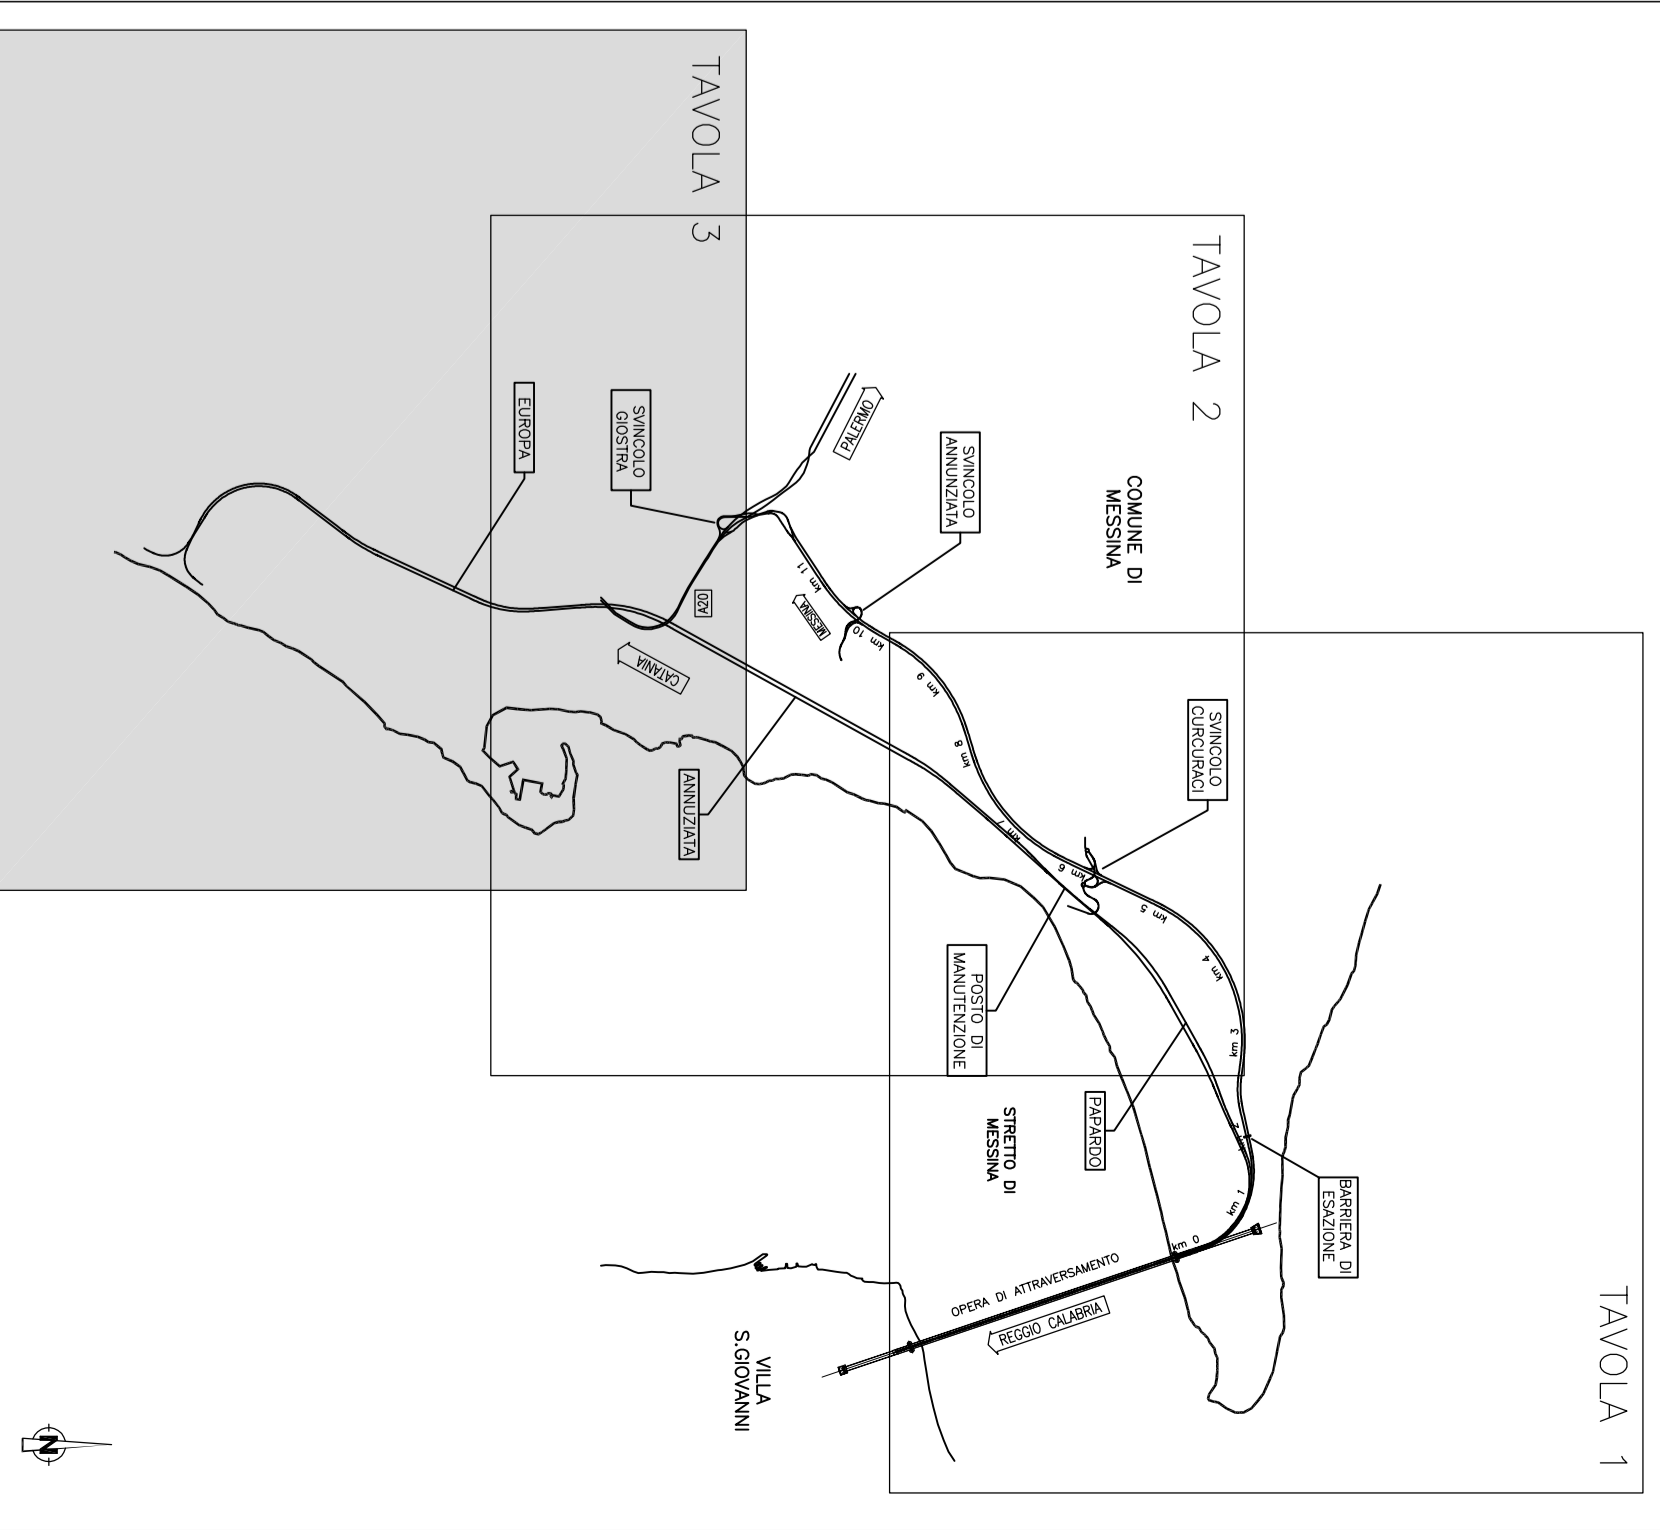 TAVOLA 1
TAVOLA 2
TAVOLA 3
COMUNE DI
MESSINA
SVINCOLO
CURCURACI
SVINCOLO
ANNUNZIATA
PALERMO
SVINCOLO
GIOSTRA
EUROPA
A20
MESSINA
CATANIA
ANNUZIATA
POSTO DI
MANUTENZIONE
PAPARDO
BARRIERA DI
ESAZIONE
STRETTO DI
MESSINA
km 0
km 1
km 2
km 3
km 4
km 5
km 6
km 7
km 8
km 9
km 10
km 11
OPERA DI ATTRAVERSAMENTO
REGGIO CALABRIA
VILLA
S.GIOVANNI
N